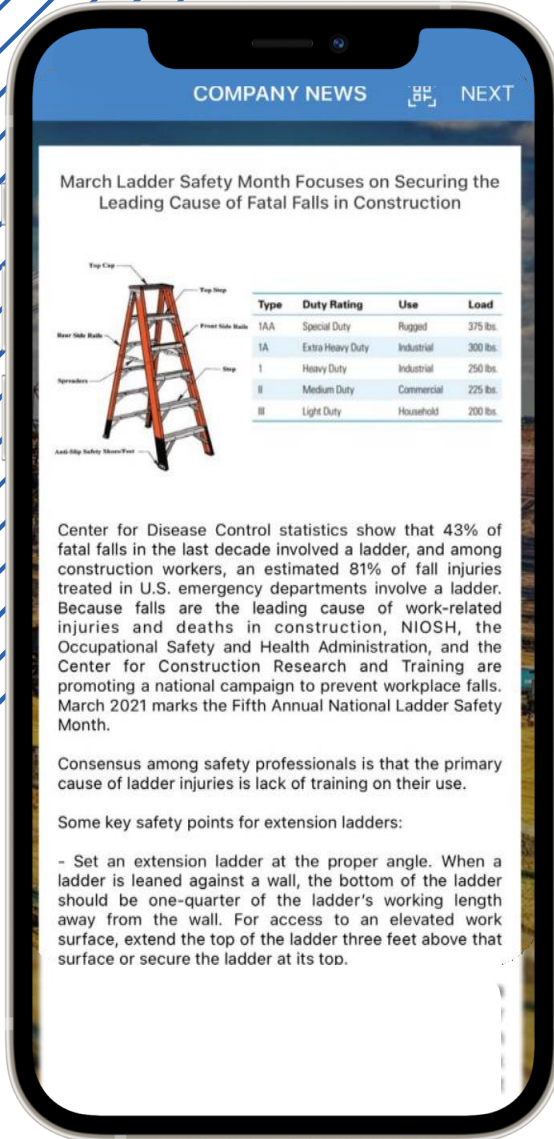 COMPANY NEWS
NEXT
March Ladder Safety Month Focuses on Securing the
Leading Cause of Fatal Falls in Construction
Top Cap
Top Step
Front Side Rails
Rear Side Rails
Step
Spreaders
Anti-Slip Safety Shoes/Feet
Type Duty Rating Use Load
1AA Special Duty Rugged 375 lbs.
1A Extra Heavy Duty Industrial 300 lbs.
1 Heavy Duty Industrial 250 lbs.
II Medium Duty Commercial 225 lbs.
III Light Duty Household 200 lbs.
Center for Disease Control statistics show that 43% of
fatal falls in the last decade involved a ladder, and among
construction workers, an estimated 81% of fall injuries
treated in U.S. emergency departments involve a ladder.
Because falls are the leading cause of work-related
injuries and deaths in construction, NIOSH, the
Occupational Safety and Health Administration, and the
Center for Construction Research and Training are
promoting a national campaign to prevent workplace falls.
March 2021 marks the Fifth Annual National Ladder Safety
Month.
Consensus among safety professionals is that the primary
cause of ladder injuries is lack of training on their use.
Some key safety points for extension ladders:
- Set an extension ladder at the proper angle. When a
ladder is leaned against a wall, the bottom of the ladder
should be one-quarter of the ladder's working length
away from the wall. For access to an elevated work
surface, extend the top of the ladder three feet above that
surface or secure the ladder at its top.